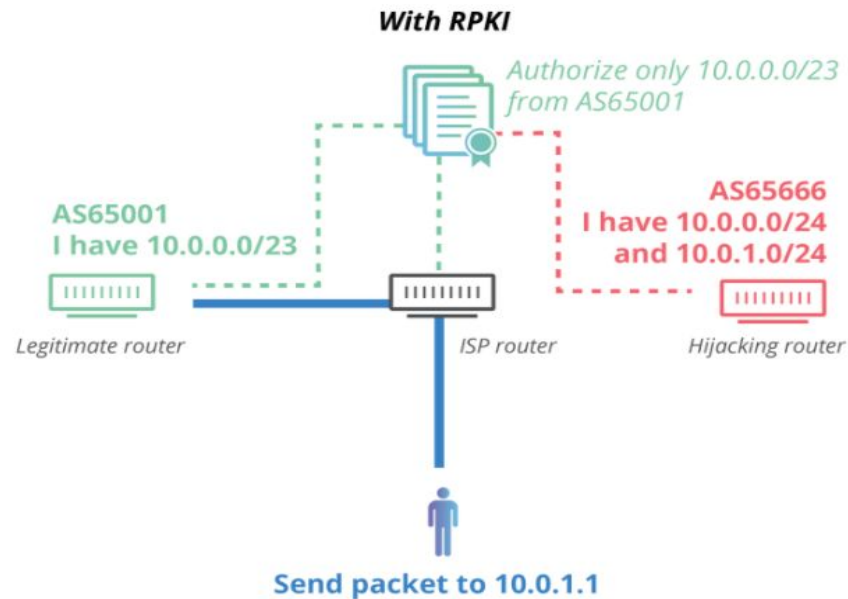 With RPKI
Authorize only 10.0.0.0/23
from AS65001
AS65001
I have 10.0.0.0/23
AS65666
I have 10.0.0.0/24
and 10.0.1.0/24
Legitimate router
ISP router
Hijacking router
Send packet to 10.0.1.1